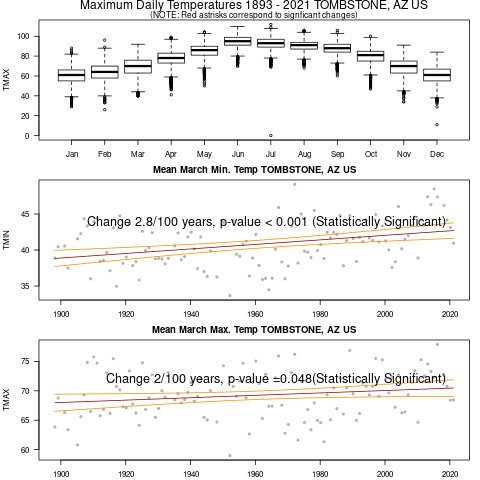 Maximum Daily Temperatures 1893 - 2021 TOMBSTONE, AZ US
(NOTE: Red astrisks correspond to signficant changes)
TMAX
100
80
60
40
20
0
Jan Feb Mar Apr May Jun Jul Aug Sep Oct Nov Dec
Mean March Min. Temp TOMBSTONE, AZ US
Change 2.8/100 years, p-value < 0.001 (Statistically Significant)
TMIN
45
40
35
1900 1920 1940 1960 1980 2000 2020
Mean March Max. Temp TOMBSTONE, AZ US
Change 2/100 years, p-value =0.048(Statistically Significant)
TMAX
75
70
65
60
1900 1920 1940 1960 1980 2000 2020